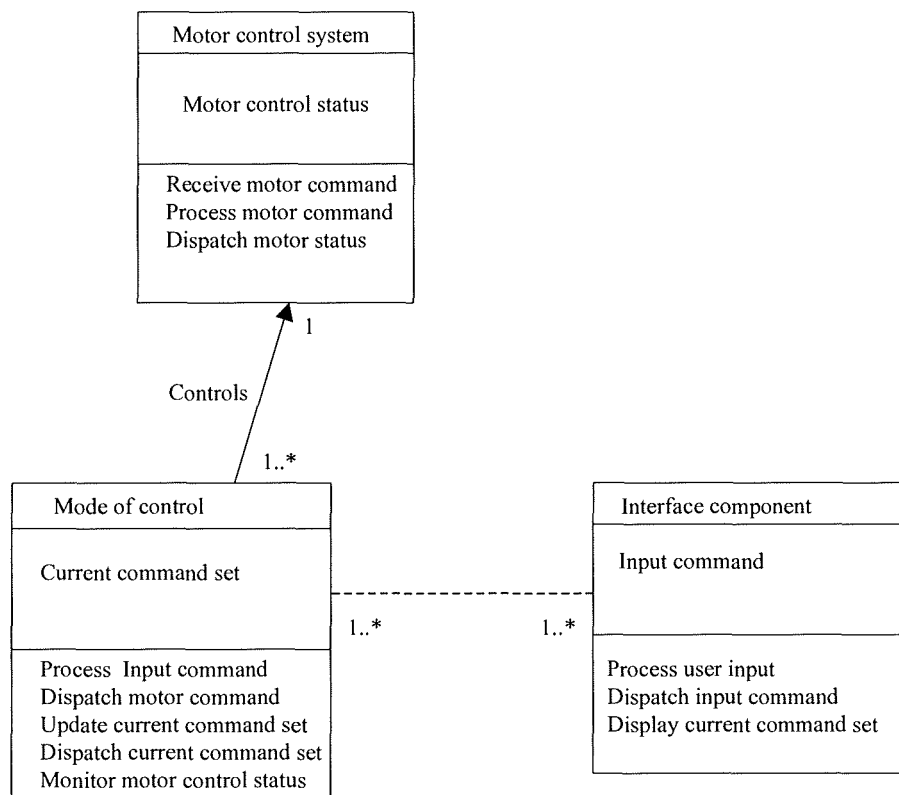 Motor control system
Motor control status
Receive motor command
Process motor command
Dispatch motor status
1
Controls
1..*
Mode of control
Current command set
Process Input command
Dispatch motor command
Update current command set
Dispatch current command set
Monitor motor control status
1..*
1..*
Interface component
Input command
Process user input
Dispatch input command
Display current command set